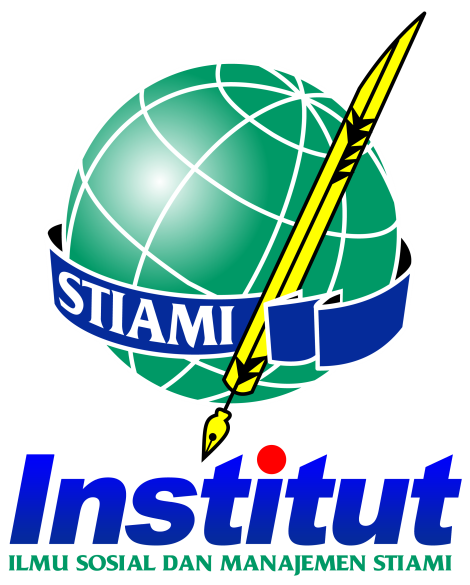 STIAMI
Institut
ILMU SOSIAL DAN MANAJEMEN STIAMI